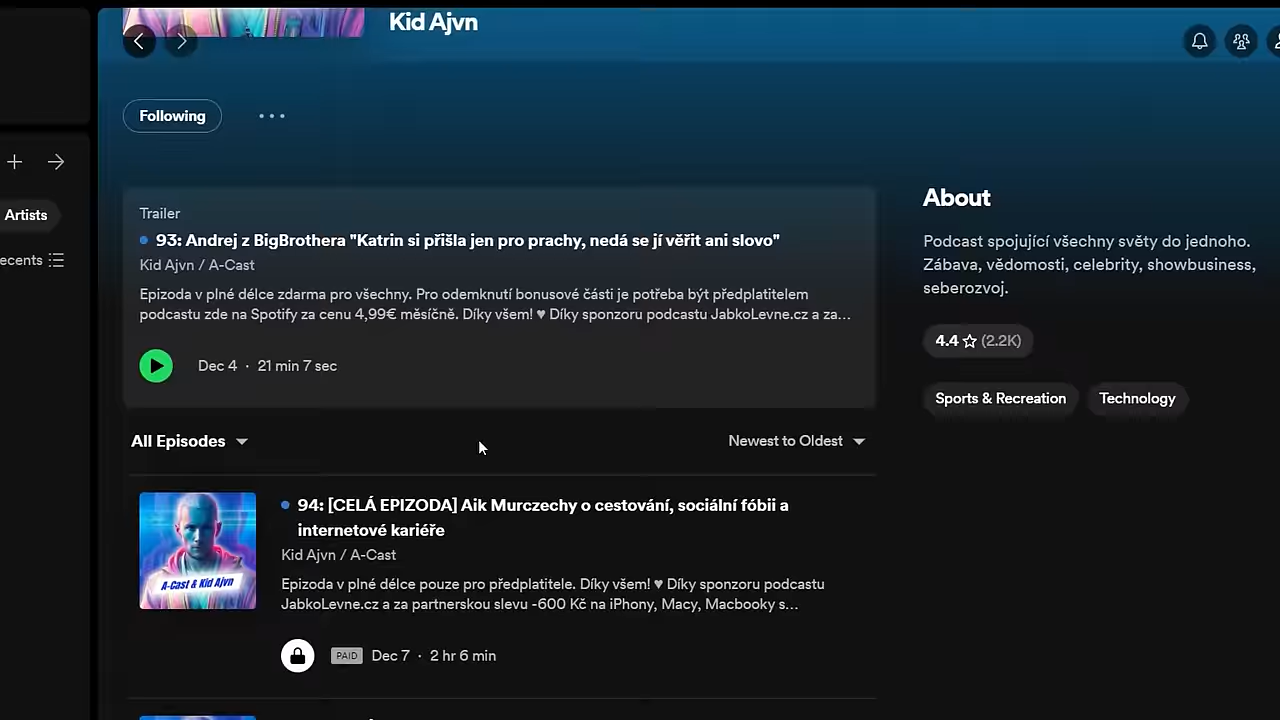 Kid Ajvn
Following
Artists
ecents
Trailer
93: Andrej z BigBrothera "Katrin si přišla jen pro prachy, nedá se jí věřit ani slovo"
Kid Ajvn / A-Cast
Epizoda v plné délce zdarma pro všechny. Pro odemknutí bonusové části je potřeba být předplatitelem
podcastu zde na Spotify za cenu 4,99€ měsíčně. Díky všem! ♥ Díky sponzoru podcastu JabkoLevne.cz a za...
Dec 4 · 21 min 7 sec
About
Podcast spojující všechny světy do jednoho.
Zábava, vědomosti, celebrity, showbusiness,
seberozvoj.
4.4 ☆ (2.2K)
Sports & Recreation
Technology
All Episodes
Newest to Oldest
A-Cast & Kid Ajvn
94: [CELÁ EPIZODA] Aik Murczechy o cestování, sociální fóbii a
internetové kariéře
Kid Ajvn / A-Cast
Epizoda v plné délce pouze pro předplatitele. Díky všem! ♥ Díky sponzoru podcastu
JabkoLevne.cz a za partnerskou slevu -600 Kč na iPhony, Macy, Macbooky s...
PAID Dec 7 · 2 hr 6 min